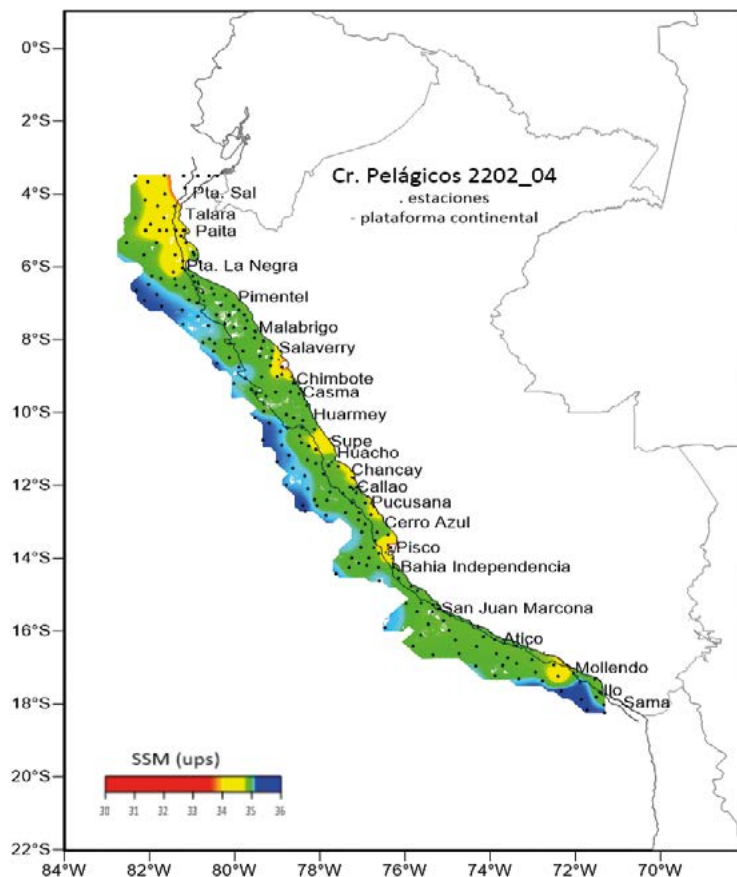 0°S
2°S
4°S
6°S
8°S
10°S
12°S
14°S
16°S
18°S
20°S
22°S
Cr. Pelágicos 2202_04
. estaciones
- plataforma continental
Pta. Sal
Talara
Paita
Pta. La Negra
Pimentel
Malabrigo
Salaverry
Chimbote
Casma
Huarmey
Supe
Huacho
Chancay
Callao
Pucusana
Cerro Azul
Pisco
Bahia Independencia
San Juan Marcona
Atico
Mollendo
Ilo
Sama
SSM (ups)
30 31 32 33 34 35 36
84°W 82°W 80°W 78°W 76°W 74°W 72°W 70°W